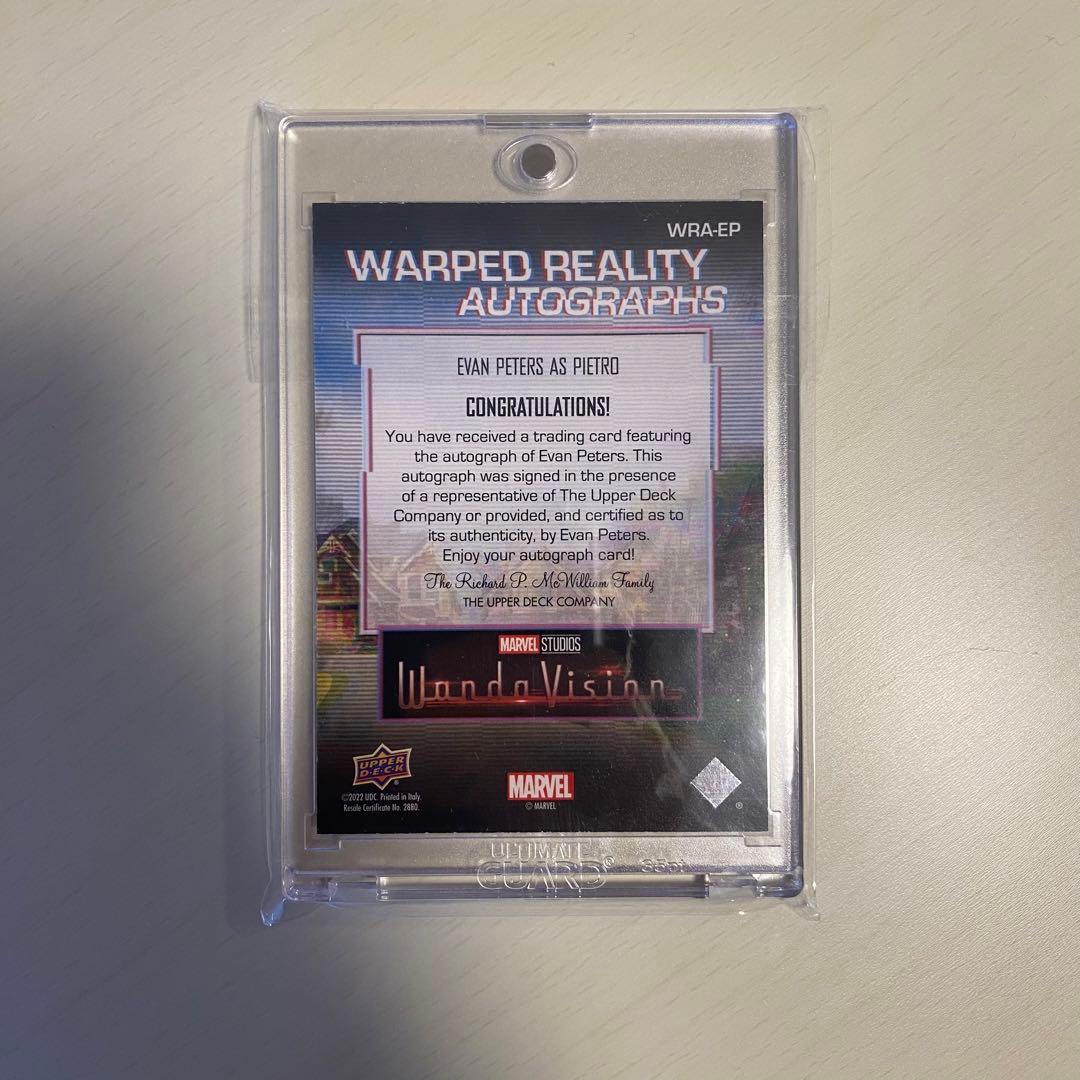 WRA-EP
WARPED REALITY
AUTOGRAPHS
EVAN PETERS AS PIETRO
CONGRATULATIONS!
You have received a trading card featuring
the autograph of Evan Peters. This
autograph was signed in the presence
of a representative of The Upper Deck
Company or provided, and certified as to
its authenticity, by Evan Peters.
Enjoy your autograph card!
The Richard P. McWilliam Family
THE UPPER DECK COMPANY
MARVEL STUDIOS
WandaVision
UPPER
D·E·C·K
®
©2022 UDC. Printed in Italy.
Resale Certificate No. 2880.
MARVEL
© MARVEL
®
ULTIMATE
GUARD®
35pt